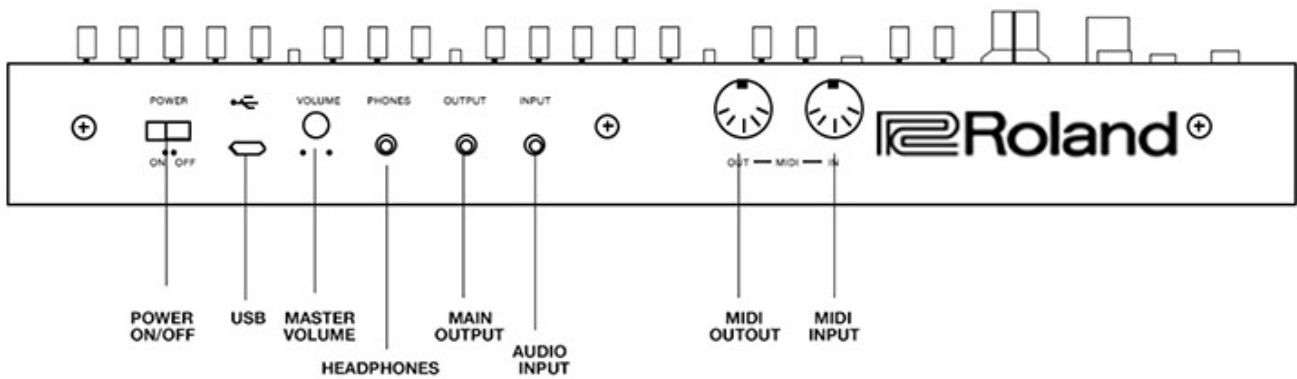 POWER
VOLUME
PHONES
OUTPUT
INPUT
ON OFF
OUT — MIDI — IN
Roland
POWER
ON/OFF
USB
MASTER
VOLUME
HEADPHONES
MAIN
OUTPUT
AUDIO
INPUT
MIDI
OUTOUT
MIDI
INPUT